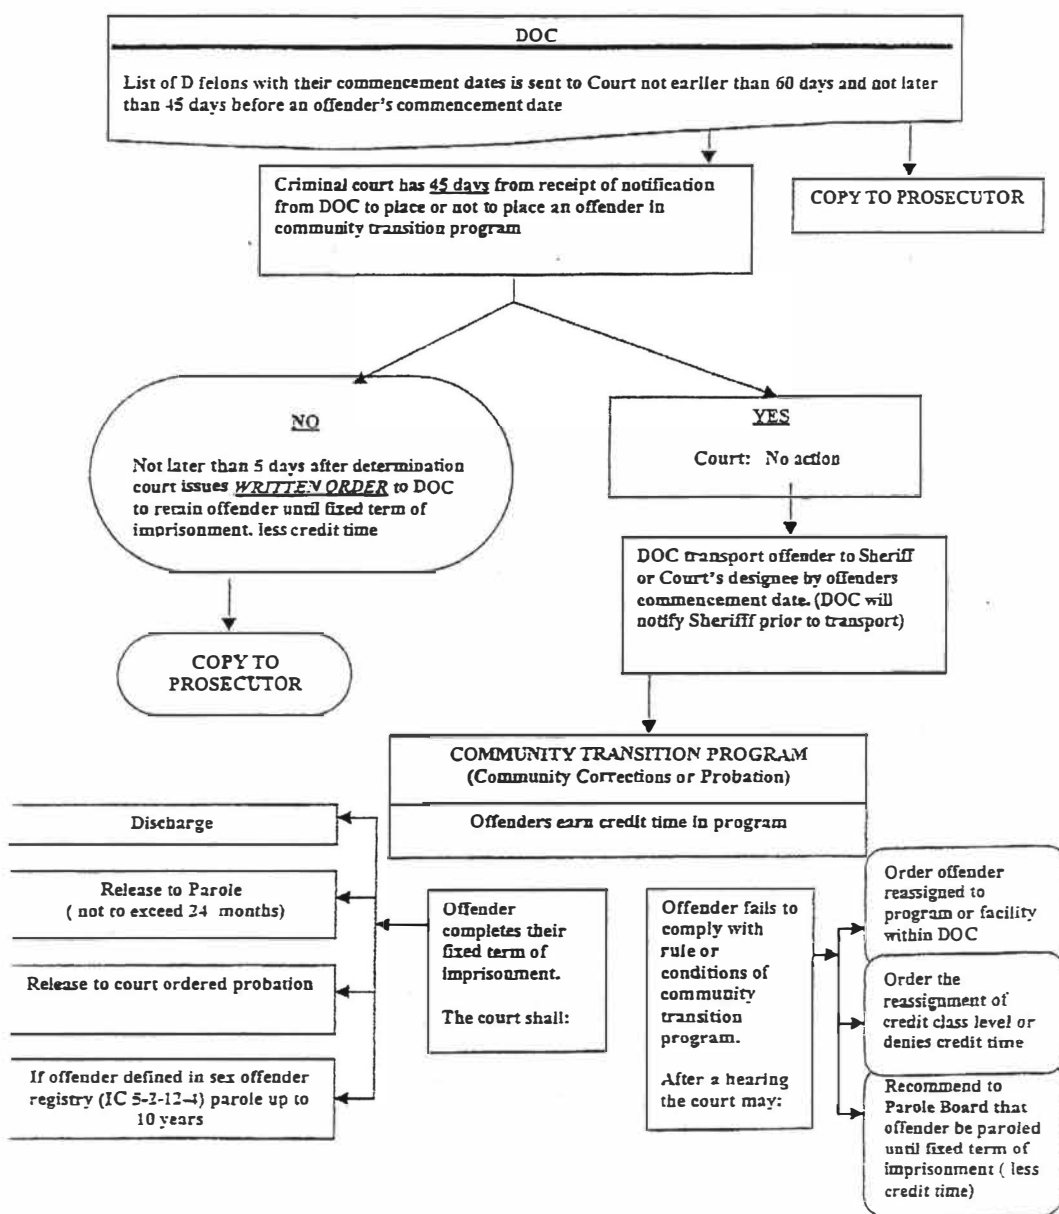 DOC
List of D felons with their commencement dates is sent to Court not earlier than 60 days and not later
than 45 days before an offender's commencement date
Criminal court has 45 days from receipt of notification
from DOC to place or not to place an offender in
community transition program
COPY TO PROSECUTOR
NO
Not later than 5 days after determination
court issues WRITTEN ORDER to DOC
to retain offender until fixed term of
imprisonment, less credit time
YES
Court: No action
COPY TO
PROSECUTOR
DOC transport offender to Sheriff
or Court's designee by offenders
commencement date. (DOC will
notify Sherifff prior to transport)
COMMUNITY TRANSITION PROGRAM
(Community Corrections or Probation)
Offenders earn credit time in program
Discharge
Release to Parole
( not to exceed 24 months)
Release to court ordered probation
If offender defined in sex offender
registry (IC 5-2-12-4) parole up to
10 years
Offender
completes their
fixed term of
imprisonment.
The court shall:
Offender fails to
comply with
rule or
conditions of
community
transition
program.
After a hearing
the court may:
Order offender
reassigned to
program or facility
within DOC
Order the
reassignment of
credit class level or
denies credit time
Recommend to
Parole Board that
offender be paroled
until fixed term of
imprisonment ( less
credit time)